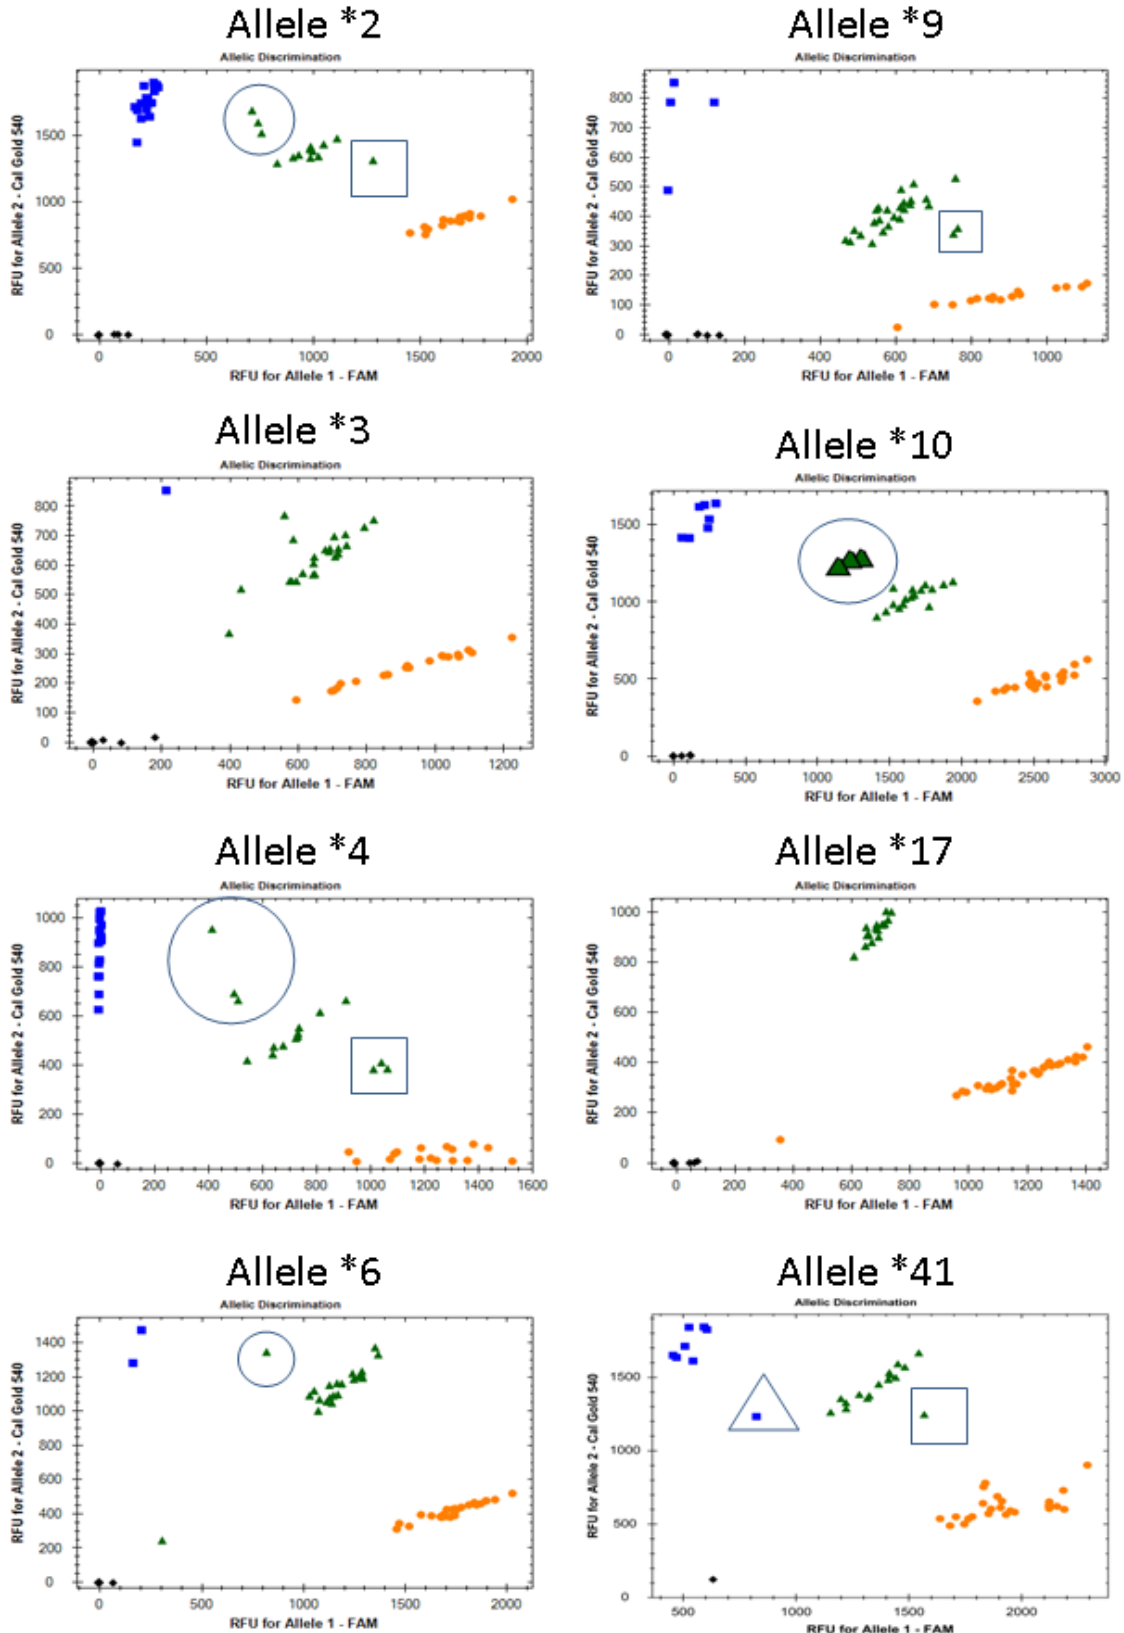 Allele *2
Allelic Discrimination
RFU for Allele 2 - Cal Gold 540
1500
1000
500
0
0 500 1000 1500 2000
RFU for Allele 1 - FAM
Allele *9
Allelic Discrimination
RFU for Allele 2 - Cal Gold 540
800
700
600
500
400
300
200
100
0
0 200 400 600 800 1000
RFU for Allele 1 - FAM
Allele *3
Allelic Discrimination
RFU for Allele 2 - Cal Gold 540
800
700
600
500
400
300
200
100
0
0 200 400 600 800 1000 1200
RFU for Allele 1 - FAM
Allele *10
Allelic Discrimination
RFU for Allele 2 - Cal Gold 540
1500
1000
500
0
0 500 1000 1500 2000 2500 3000
RFU for Allele 1 - FAM
Allele *4
Allelic Discrimination
RFU for Allele 2 - Cal Gold 540
1000
800
600
400
200
0
0 200 400 600 800 1000 1200 1400 1600
RFU for Allele 1 - FAM
Allele *17
Allelic Discrimination
RFU for Allele 2 - Cal Gold 540
1000
800
600
400
200
0
0 200 400 600 800 1000 1200 1400
RFU for Allele 1 - FAM
Allele *6
Allelic Discrimination
RFU for Allele 2 - Cal Gold 540
1400
1200
1000
800
600
400
200
0
0 500 1000 1500 2000
RFU for Allele 1 - FAM
Allele *41
Allelic Discrimination
RFU for Allele 2 - Cal Gold 540
1500
1000
500
0
500 1000 1500 2000
RFU for Allele 1 - FAM